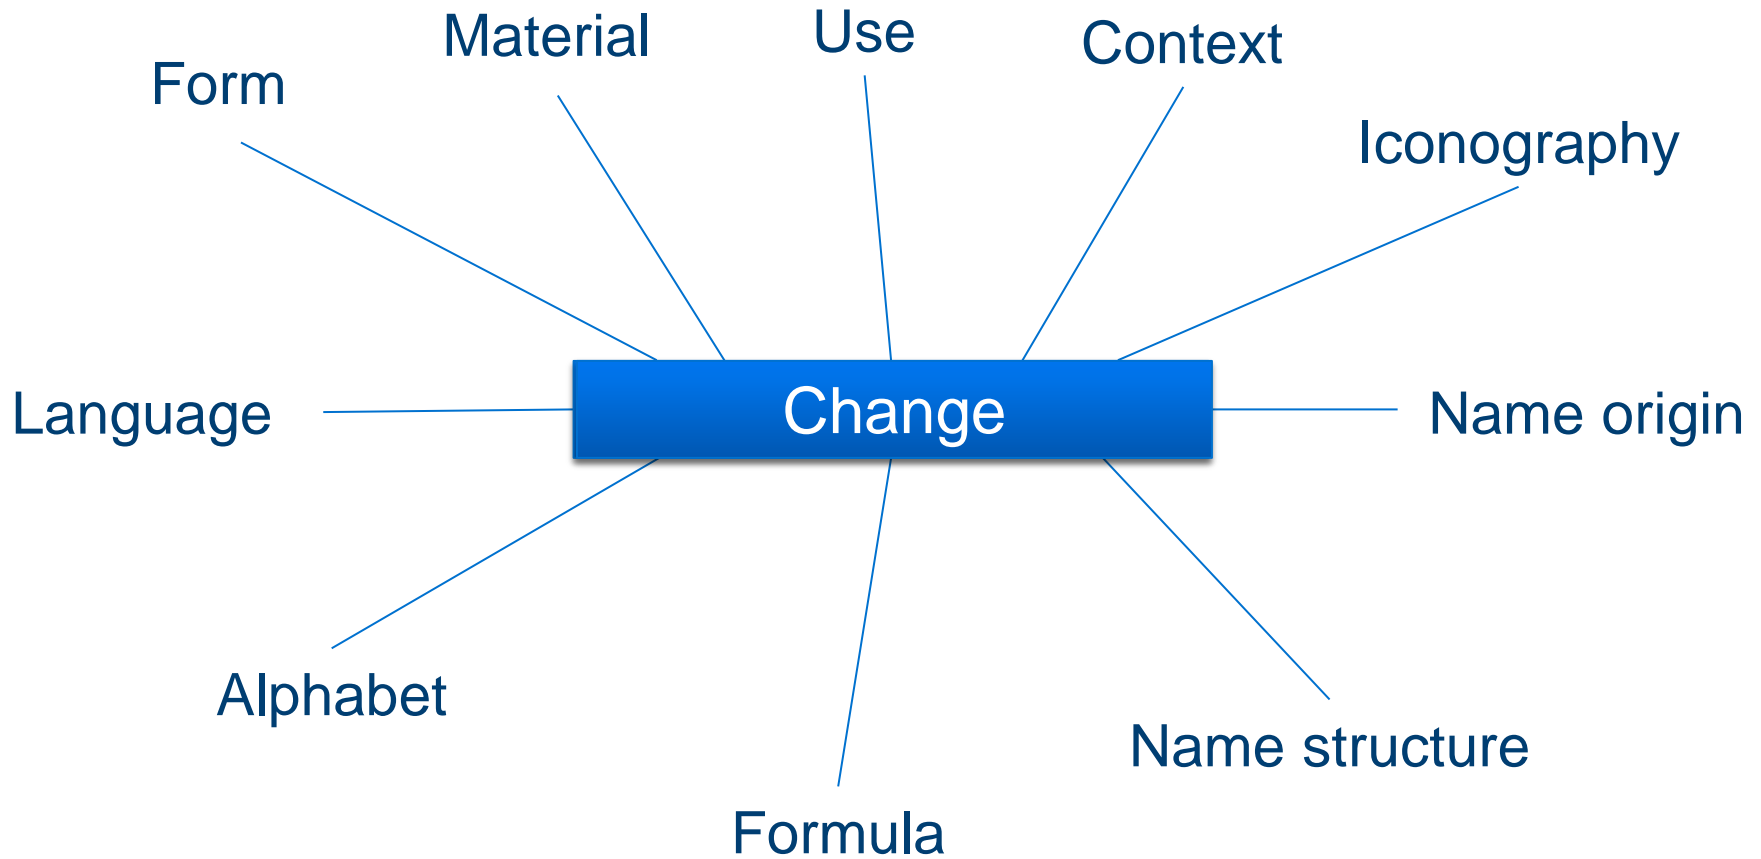 Form
Material
Use
Context
Iconography
Language
Change
Name origin
Alphabet
Formula
Name structure